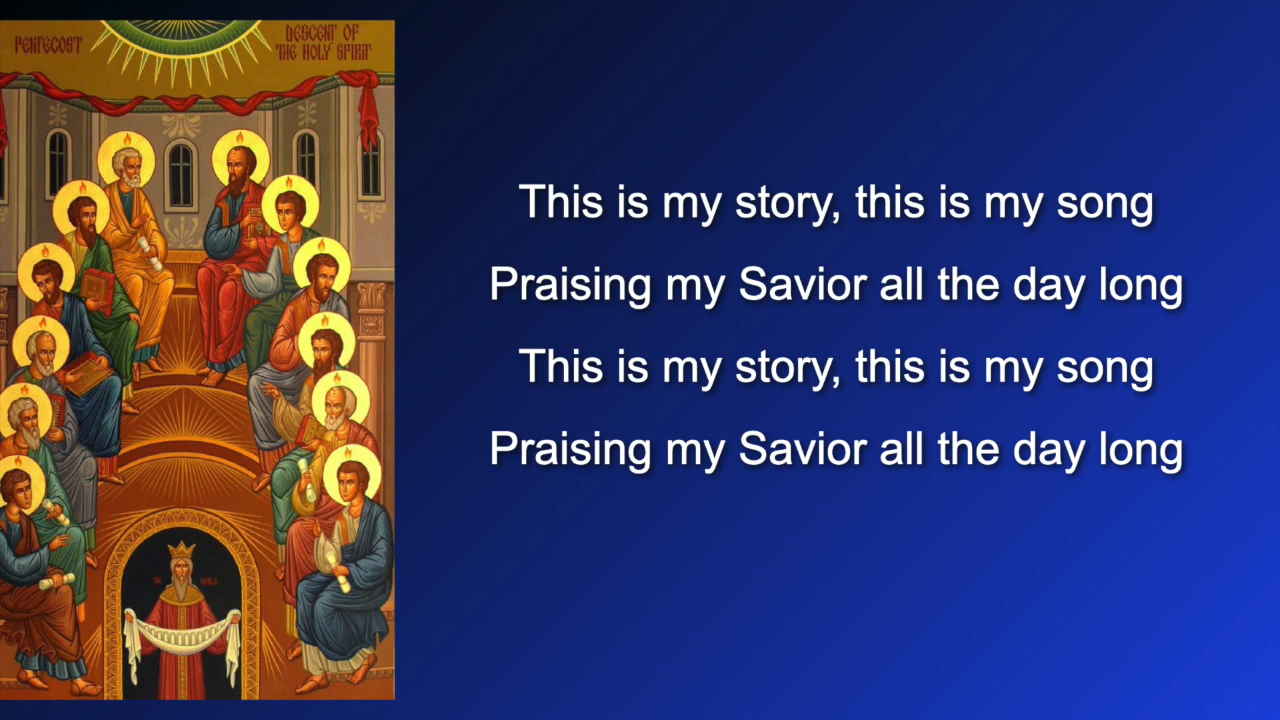 PENTECOST
DESCENT OF
THE HOLY SPIRIT
This is my story, this is my song
Praising my Savior all the day long
This is my story, this is my song
Praising my Savior all the day long